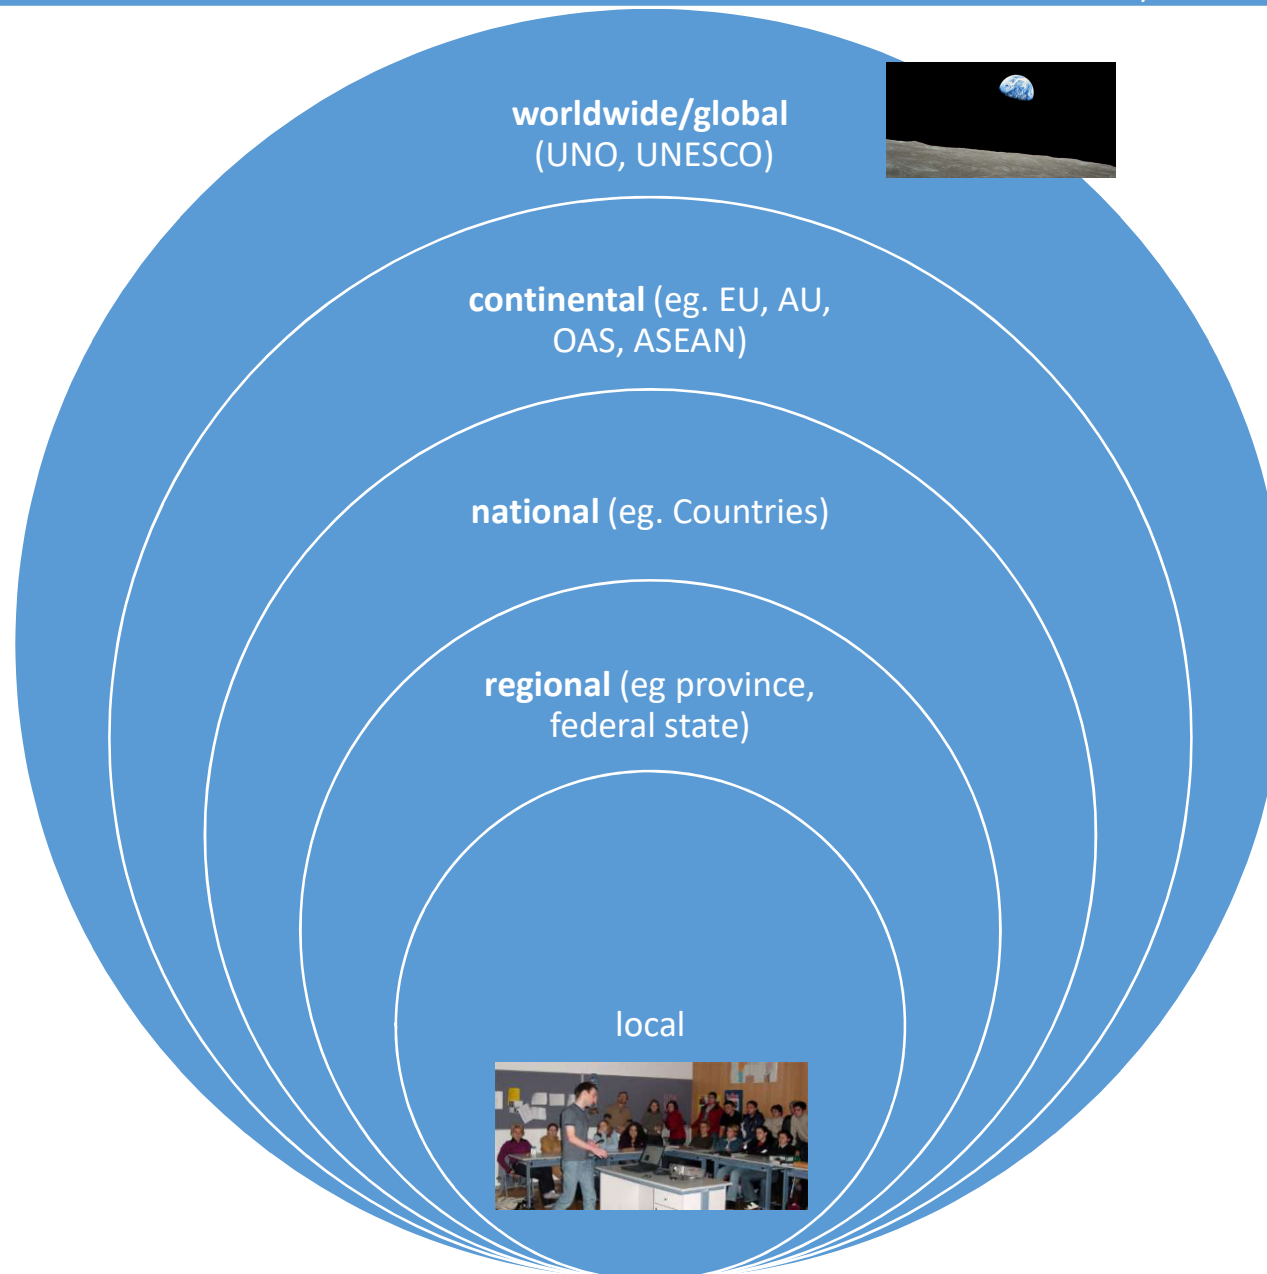 worldwide/global
(UNO, UNESCO)
continental (eg. EU, AU,
OAS, ASEAN)
national (eg. Countries)
regional (eg province,
federal state)
local